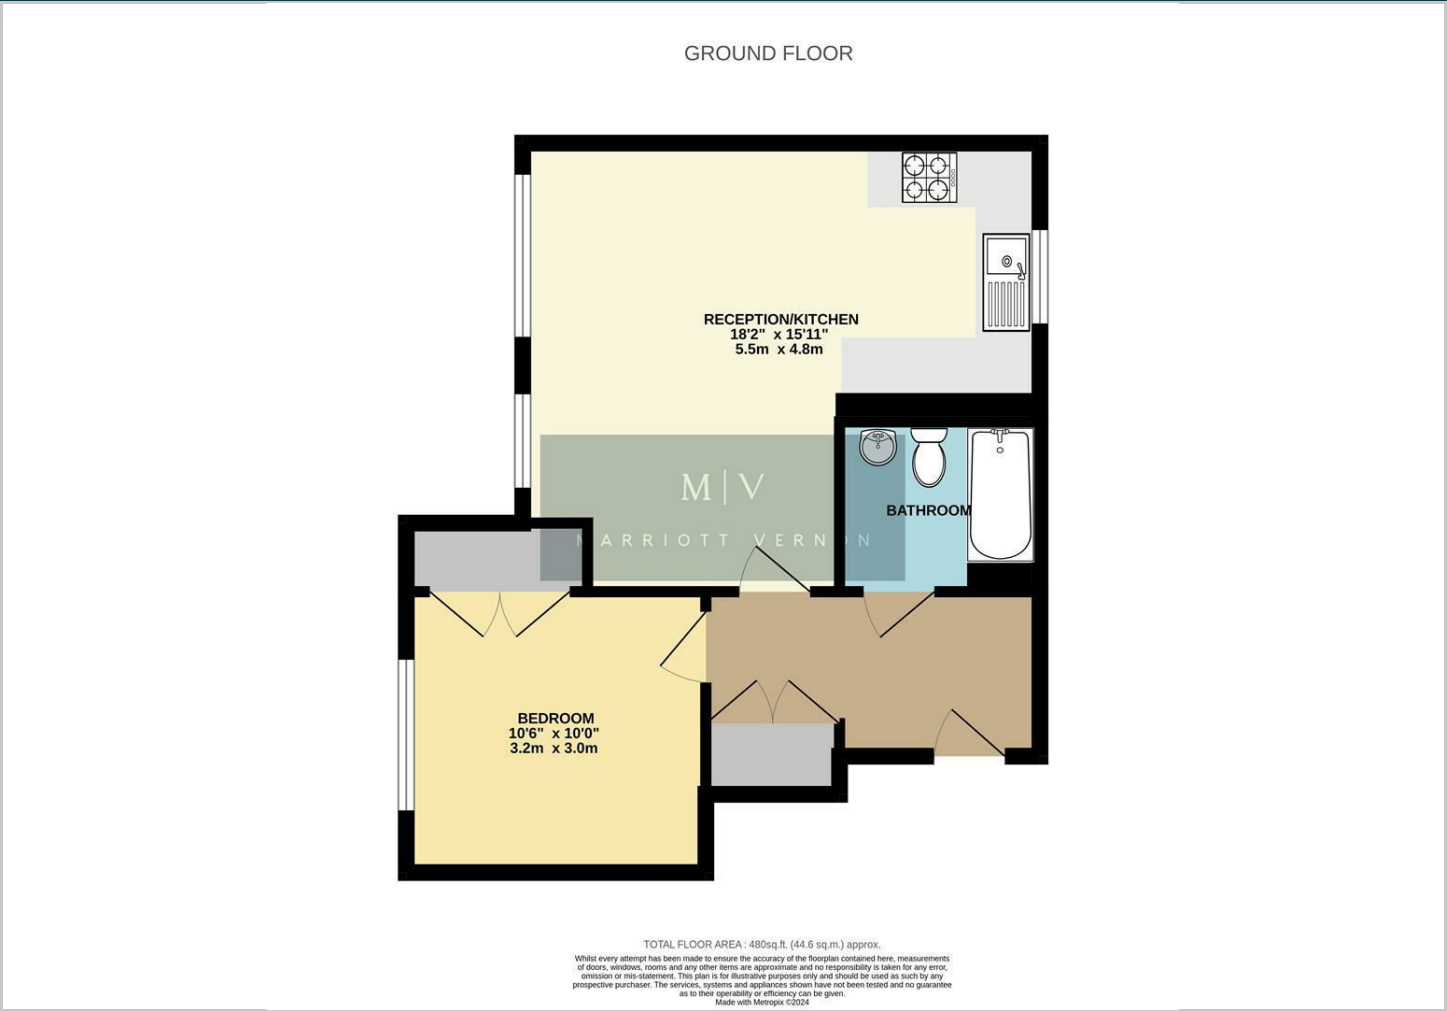 GROUND FLOOR
RECEPTION/KITCHEN
18'2" x 15'11"
5.5m x 4.8m
M|V
MARRIOTT VERNON
BATHROOM
BEDROOM
10'6" x 10'0"
3.2m x 3.0m
TOTAL FLOOR AREA : 480sq.ft. (44.6 sq.m.) approx.
Whilst every attempt has been made to ensure the accuracy of the floorplan contained here, measurements
of doors, windows, rooms and any other items are approximate and no responsibility is taken for any error,
omission or mis-statement. This plan is for illustrative purposes only and should be used as such by any
prospective purchaser. The services, systems and appliances shown have not been tested and no guarantee
as to their operability or efficiency can be given.
Made with Metropix ©2024